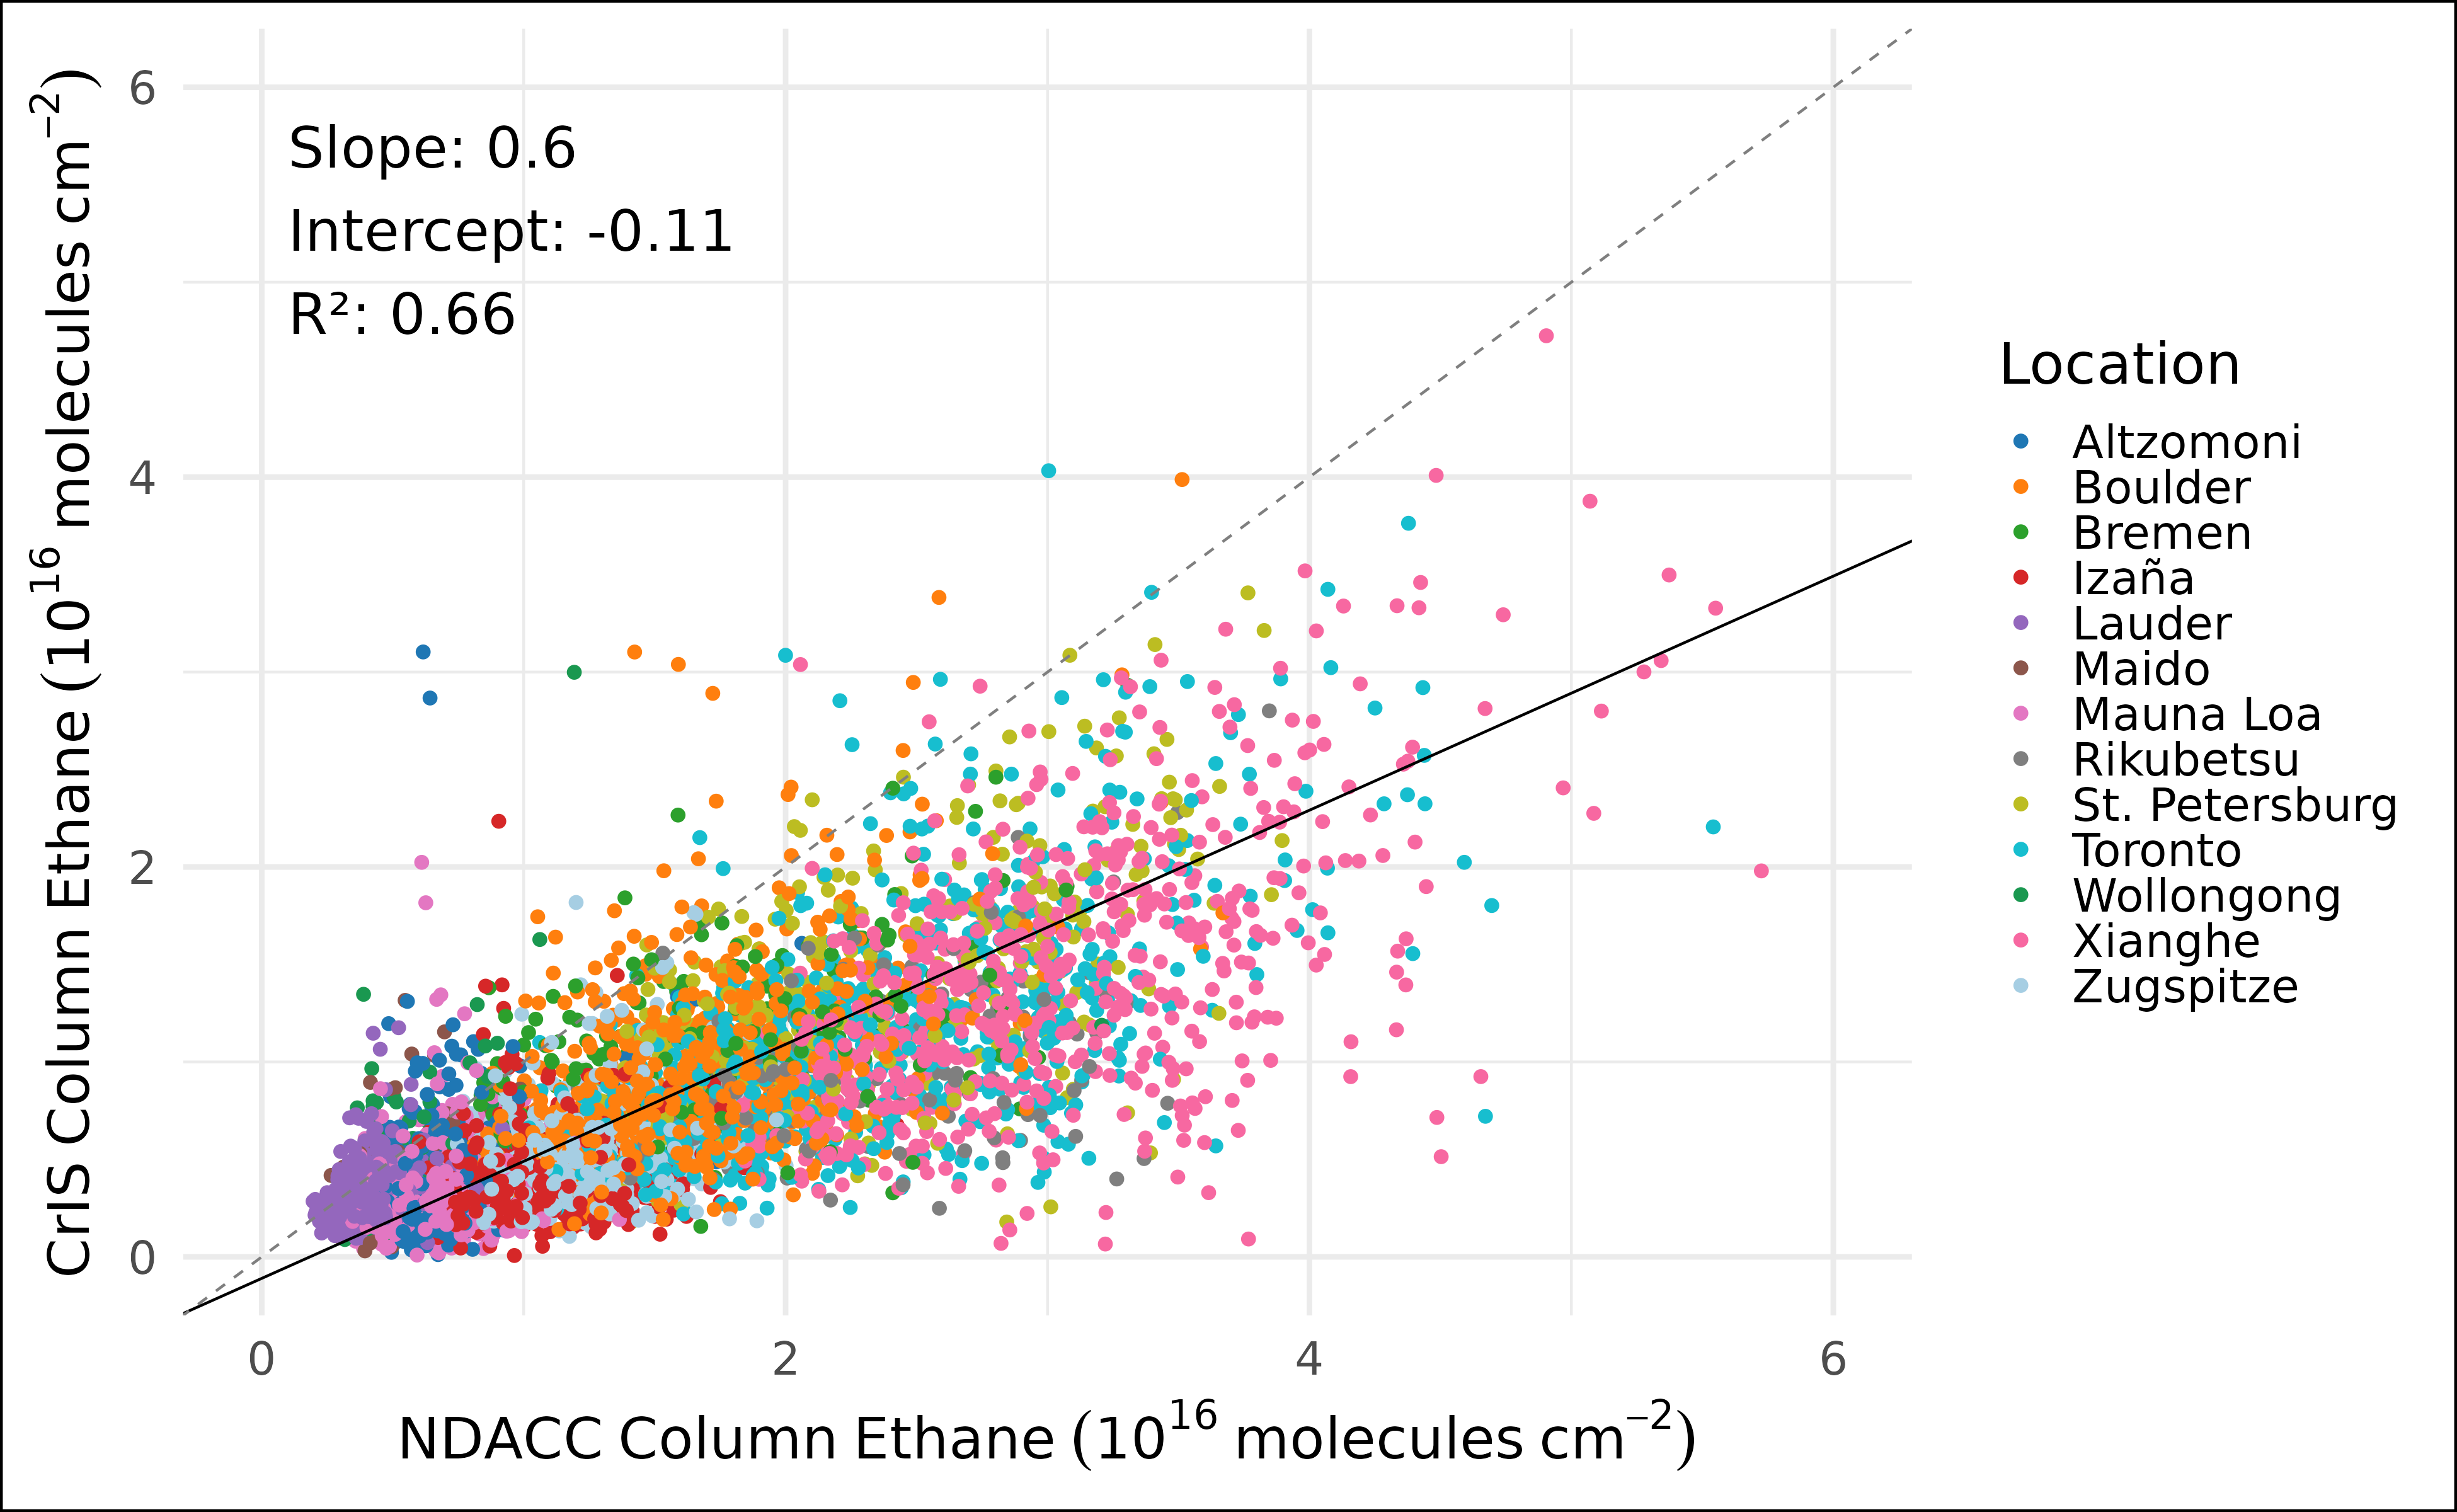 CrIS Column Ethane (10^16 molecules cm^−2)
6
4
2
0
Slope: 0.6
Intercept: -0.11
R²: 0.66
0 2 4 6
NDACC Column Ethane (10^16 molecules cm^−2)
Location
Altzomoni
Boulder
Bremen
Izaña
Lauder
Maido
Mauna Loa
Rikubetsu
St. Petersburg
Toronto
Wollongong
Xianghe
Zugspitze